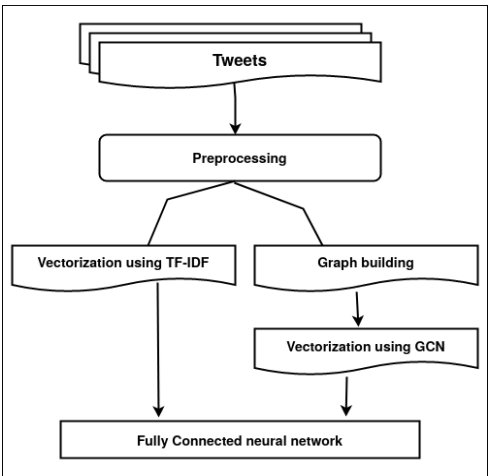 Tweets
Preprocessing
Vectorization using TF-IDF
Graph building
Vectorization using GCN
Fully Connected neural network